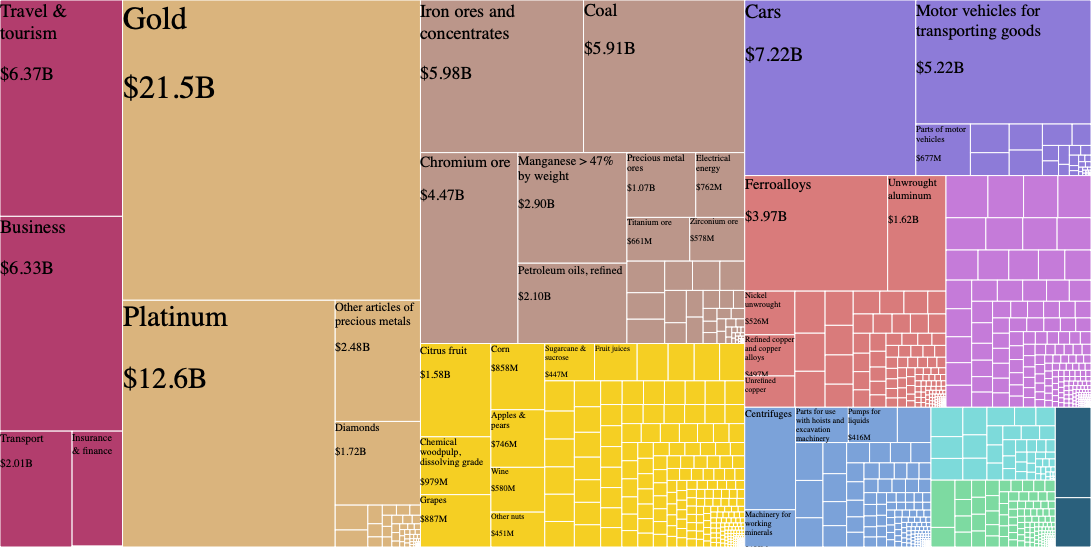 Travel &
tourism
$6.37B
Business
$6.33B
Transport
$2.01B
Insurance
& finance
Gold
$21.5B
Platinum
$12.6B
Other articles of
precious metals
$2.48B
Diamonds
$1.72B
Iron ores and
concentrates
$5.98B
Coal
$5.91B
Chromium ore
$4.47B
Manganese > 47%
by weight
$2.90B
Petroleum oils, refined
$2.10B
Precious metal
ores
$1.07B
Electrical
energy
$762M
Titanium ore
$661M
Zirconium ore
$578M
Citrus fruit
$1.58B
Chemical
woodpulp,
dissolving grade
$979M
Grapes
$887M
Corn
$858M
Apples &
pears
$746M
Wine
$580M
Other nuts
$451M
Sugarcane &
sucrose
$447M
Fruit juices
Cars
$7.22B
Motor vehicles for
transporting goods
$5.22B
Parts of motor
vehicles
$677M
Ferroalloys
$3.97B
Unwrought
aluminum
$1.62B
Nickel
unwrought
$526M
Refined copper
and copper
alloys
$497M
Unrefined
copper
Centrifuges
Parts for use
with hoists and
excavation
machinery
Pumps for
liquids
$416M
Machinery for
working
minerals